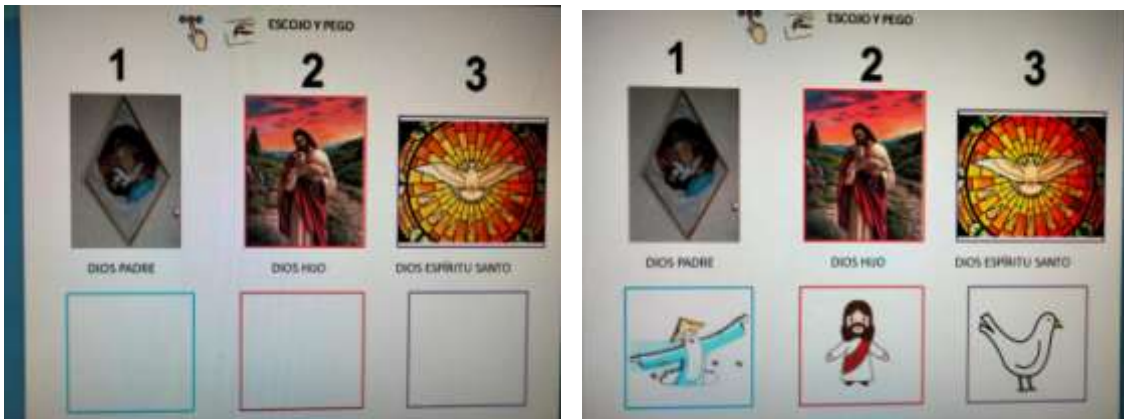 ESCOJO Y PEGO
1 2 3
DIOS PADRE DIOS HIJO DIOS ESPÍRITU SANTO
ESCOJO Y PEGO
1 2 3
DIOS PADRE DIOS HIJO DIOS ESPÍRITU SANTO